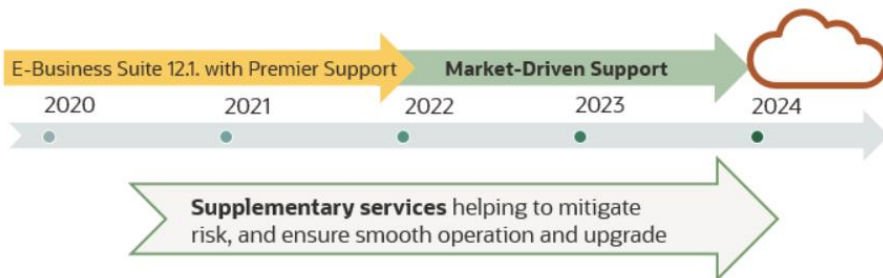 E-Business Suite 12.1. with Premier Support
Market-Driven Support
2020
2021
2022
2023
2024
Supplementary services helping to mitigate
risk, and ensure smooth operation and upgrade